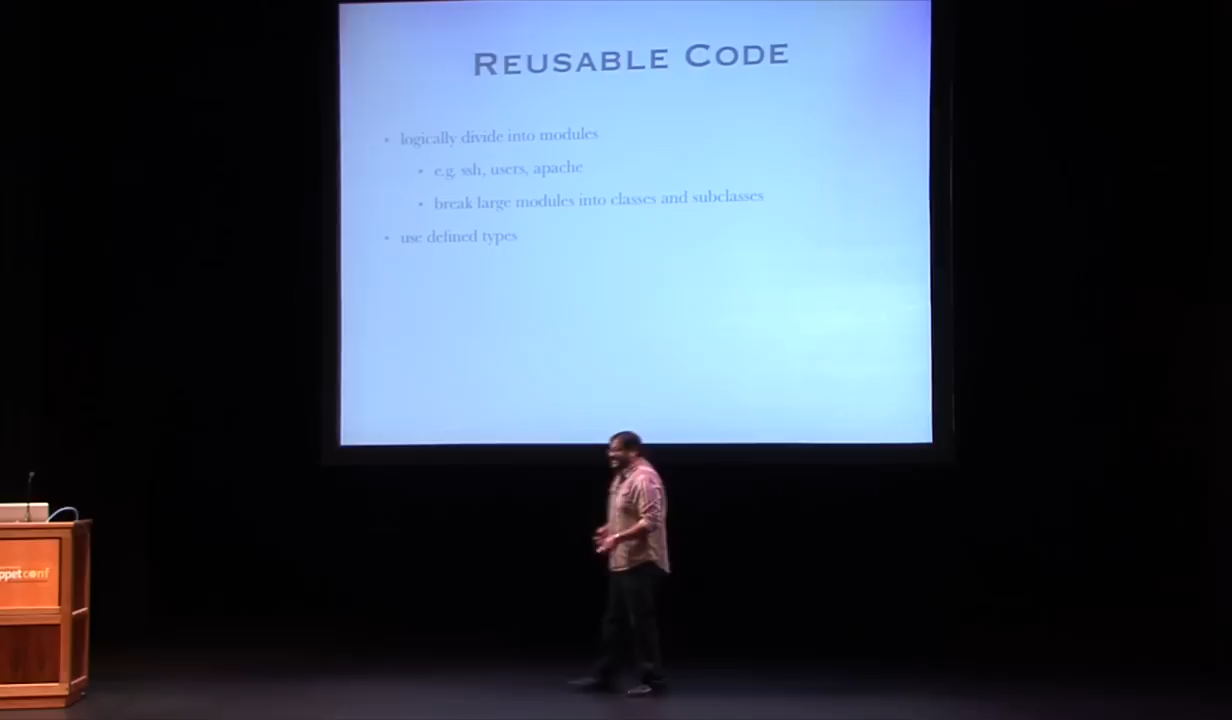 REUSABLE CODE
• logically divide into modules
• e.g. ssh, users, apache
• break large modules into classes and subclasses
• use defined types
ppetconf